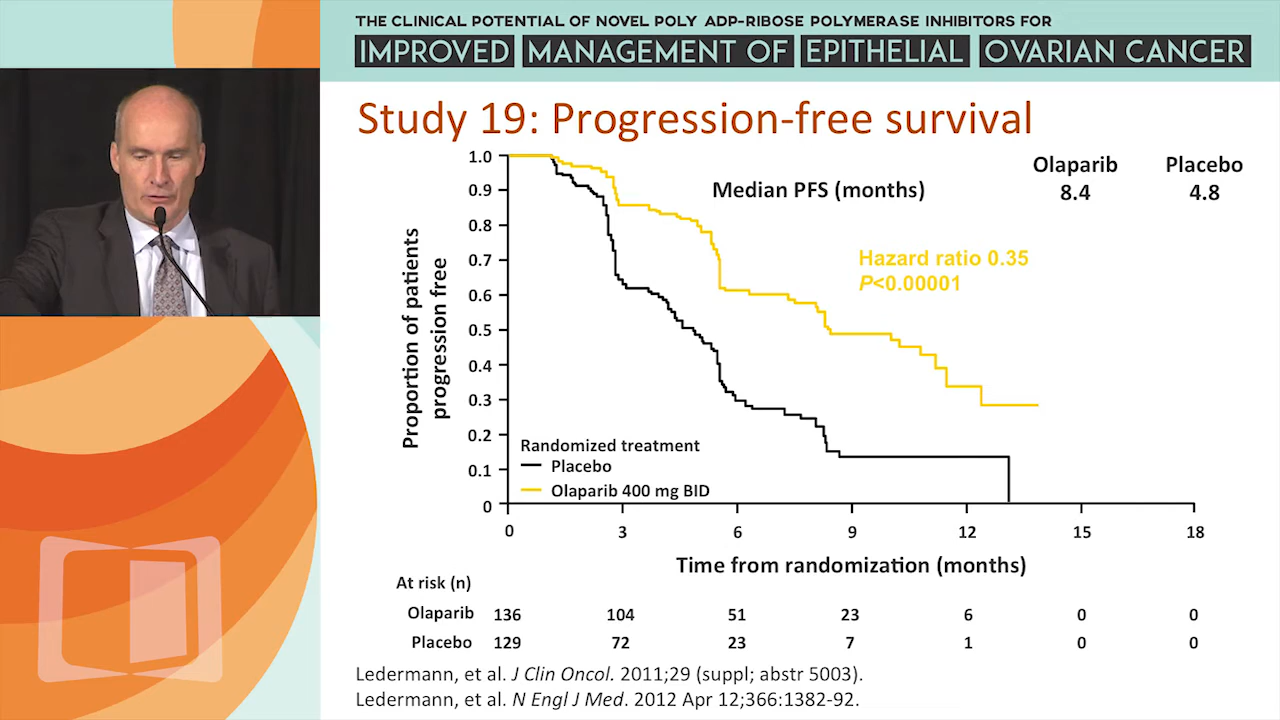 THE CLINICAL POTENTIAL OF NOVEL POLY ADP-RIBOSE POLYMERASE INHIBITORS FOR
IMPROVED MANAGEMENT OF EPITHELIAL OVARIAN CANCER
Study 19: Progression-free survival
Olaparib Placebo
Median PFS (months) 8.4 4.8
Hazard ratio 0.35
P<0.00001
Proportion of patients
progression free
1.0
0.9
0.8
0.7
0.6
0.5
0.4
0.3
0.2
0.1
0
Randomized treatment
Placebo
Olaparib 400 mg BID
0 3 6 9 12 15 18
Time from randomization (months)
At risk (n)
Olaparib 136 104 51 23 6 0 0
Placebo 129 72 23 7 1 0 0
Ledermann, et al. J Clin Oncol. 2011;29 (suppl; abstr 5003).
Ledermann, et al. N Engl J Med. 2012 Apr 12;366:1382-92.